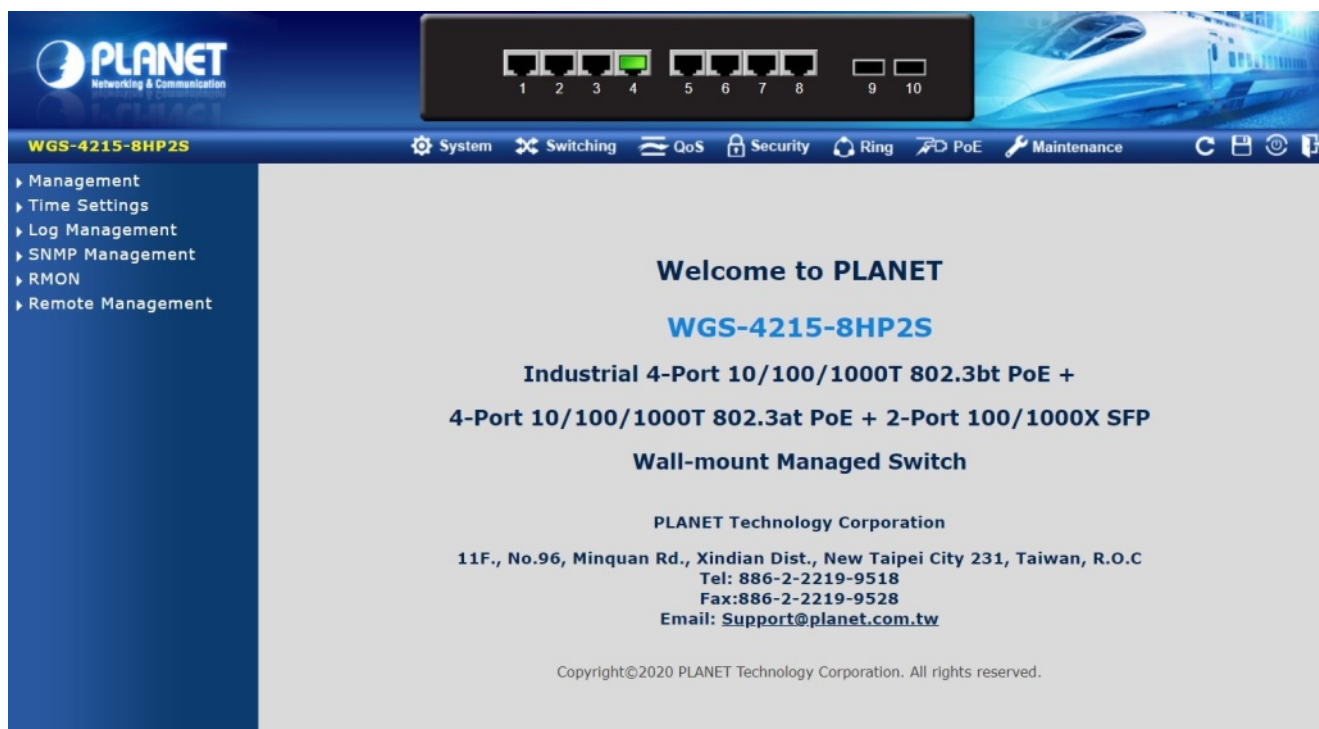 PLANET
Networking & Communication
1 2 3 4 5 6 7 8 9 10
WGS-4215-8HP2S
System Switching QoS Security Ring PoE Maintenance
Management
Time Settings
Log Management
SNMP Management
RMON
Remote Management
Welcome to PLANET
WGS-4215-8HP2S
Industrial 4-Port 10/100/1000T 802.3bt PoE +
4-Port 10/100/1000T 802.3at PoE + 2-Port 100/1000X SFP
Wall-mount Managed Switch
PLANET Technology Corporation
11F., No.96, Minquan Rd., Xindian Dist., New Taipei City 231, Taiwan, R.O.C
Tel: 886-2-2219-9518
Fax:886-2-2219-9528
Email: Support@planet.com.tw
Copyright©2020 PLANET Technology Corporation. All rights reserved.